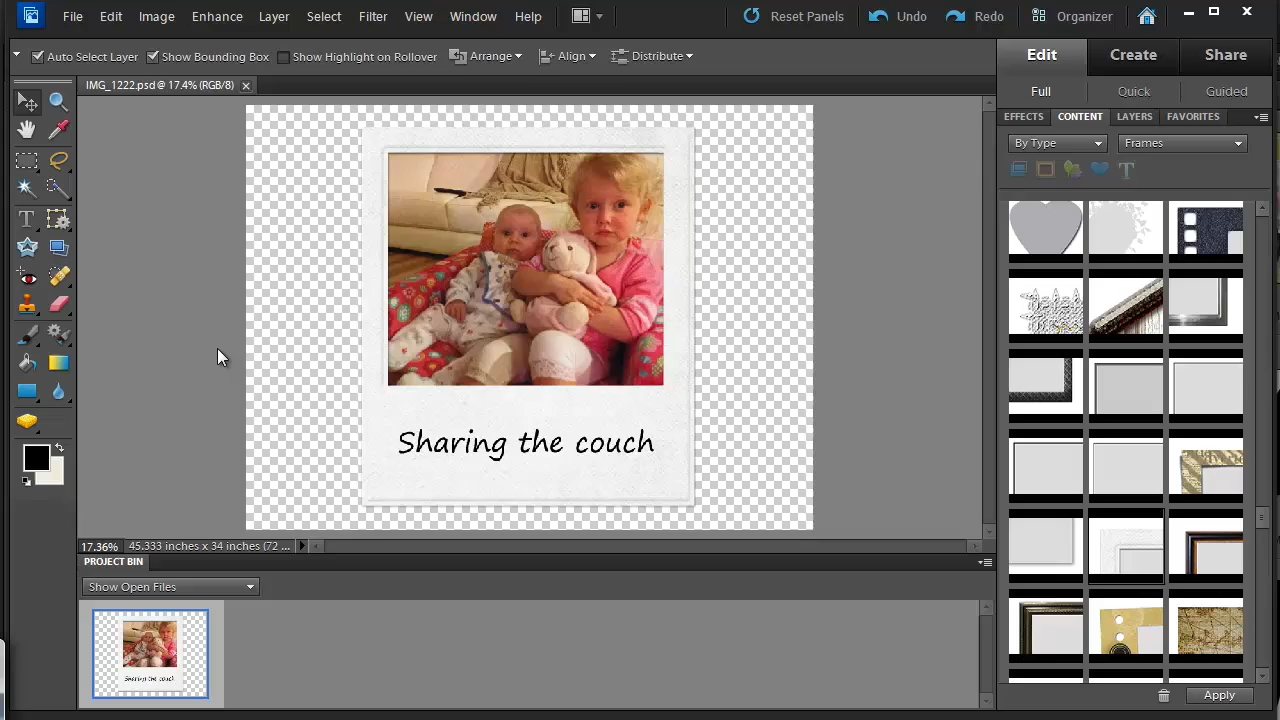 File Edit Image Enhance Layer Select Filter View Window Help Reset Panels Undo Redo Organizer
Auto Select Layer Show Bounding Box Show Highlight on Rollover Arrange Align Distribute
Edit Create Share
IMG_1222.psd @ 17.4% (RGB/8)
Full Quick Guided
EFFECTS CONTENT LAYERS FAVORITES
By Type Frames
Sharing the couch
17.36% 45.333 inches x 34 inches (72 ...
PROJECT BIN
Show Open Files
Sharing the couch
Apply